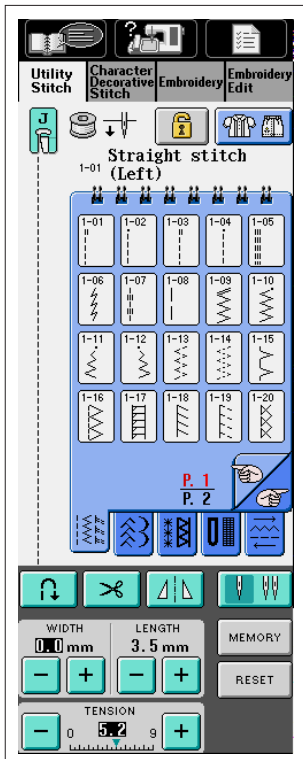 Utility Stitch
Character Decorative Stitch
Embroidery
Embroidery Edit
J
1-01 Straight stitch (Left)
1-01 1-02 1-03 1-04 1-05
1-06 1-07 1-08 1-09 1-10
1-11 1-12 1-13 1-14 1-15
1-16 1-17 1-18 1-19 1-20
P. 1
P. 2
WIDTH LENGTH
0.0 mm 3.5 mm
MEMORY
- + - +
RESET
TENSION
- 0 5.2 9 +